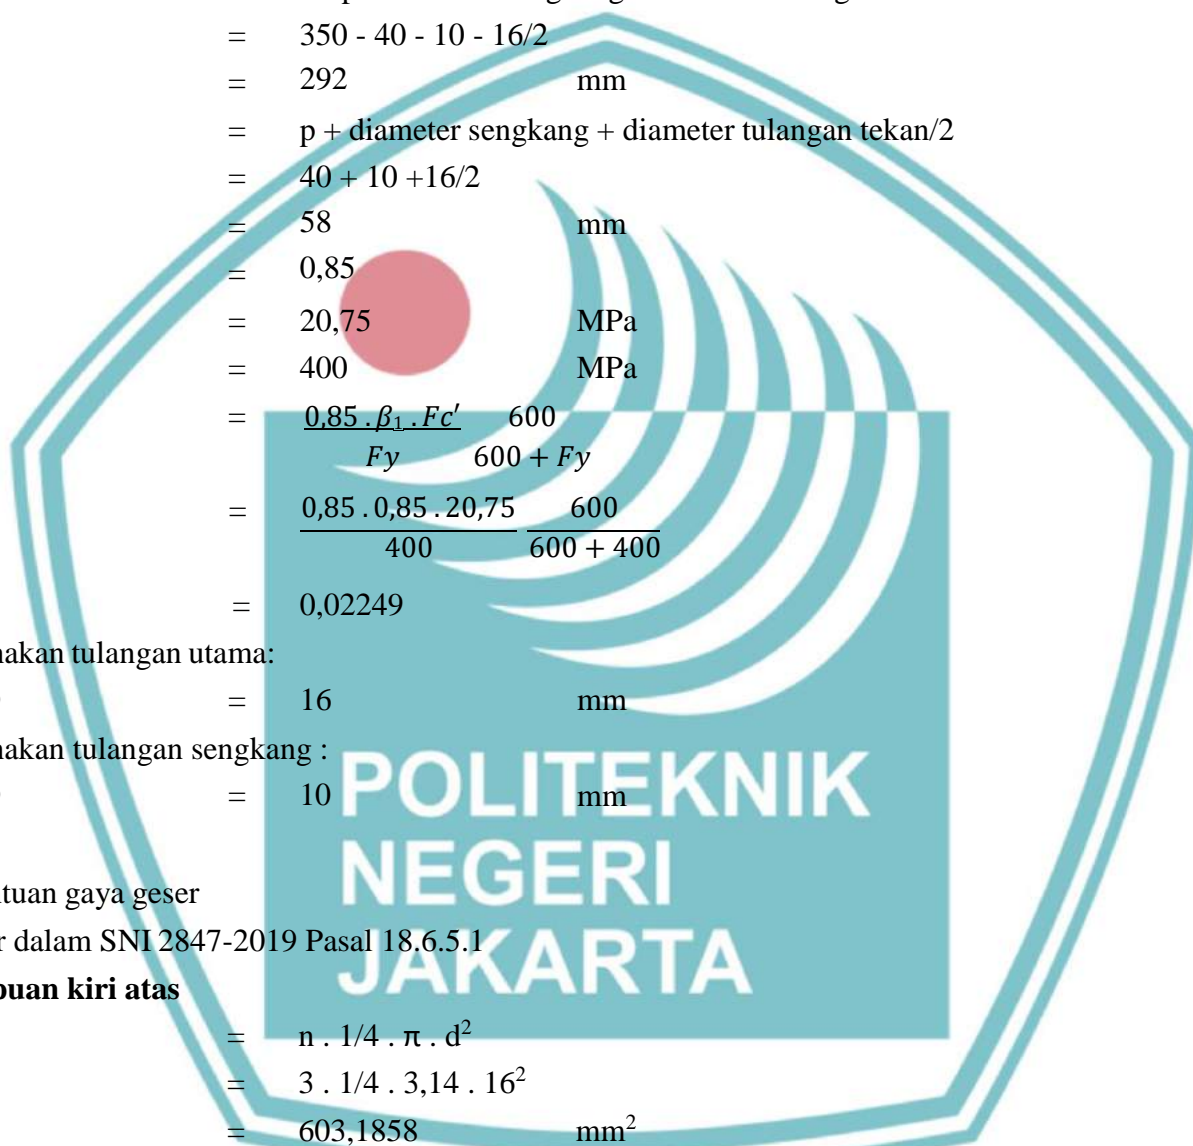 = 350 - 40 - 10 - 16/2
= 292 mm
= p + diameter sengkang + diameter tulangan tekan/2
= 40 + 10 +16/2
= 58 mm
= 0,85
= 20,75 MPa
= 400 MPa
= 0,85 . β₁ . Fc′ 600
Fy 600 + Fy
= 0,85 . 0,85 . 20,75 600
400 600 + 400
= 0,02249
nakan tulangan utama:
= 16 mm
nakan tulangan sengkang :
= 10 mm
POLITEKNIK
NEGERI
JAKARTA
tuan gaya geser
r dalam SNI 2847-2019 Pasal 18.6.5.1
puan kiri atas
= n . 1/4 . π . d²
= 3 . 1/4 . 3,14 . 16²
= 603,1858 mm²